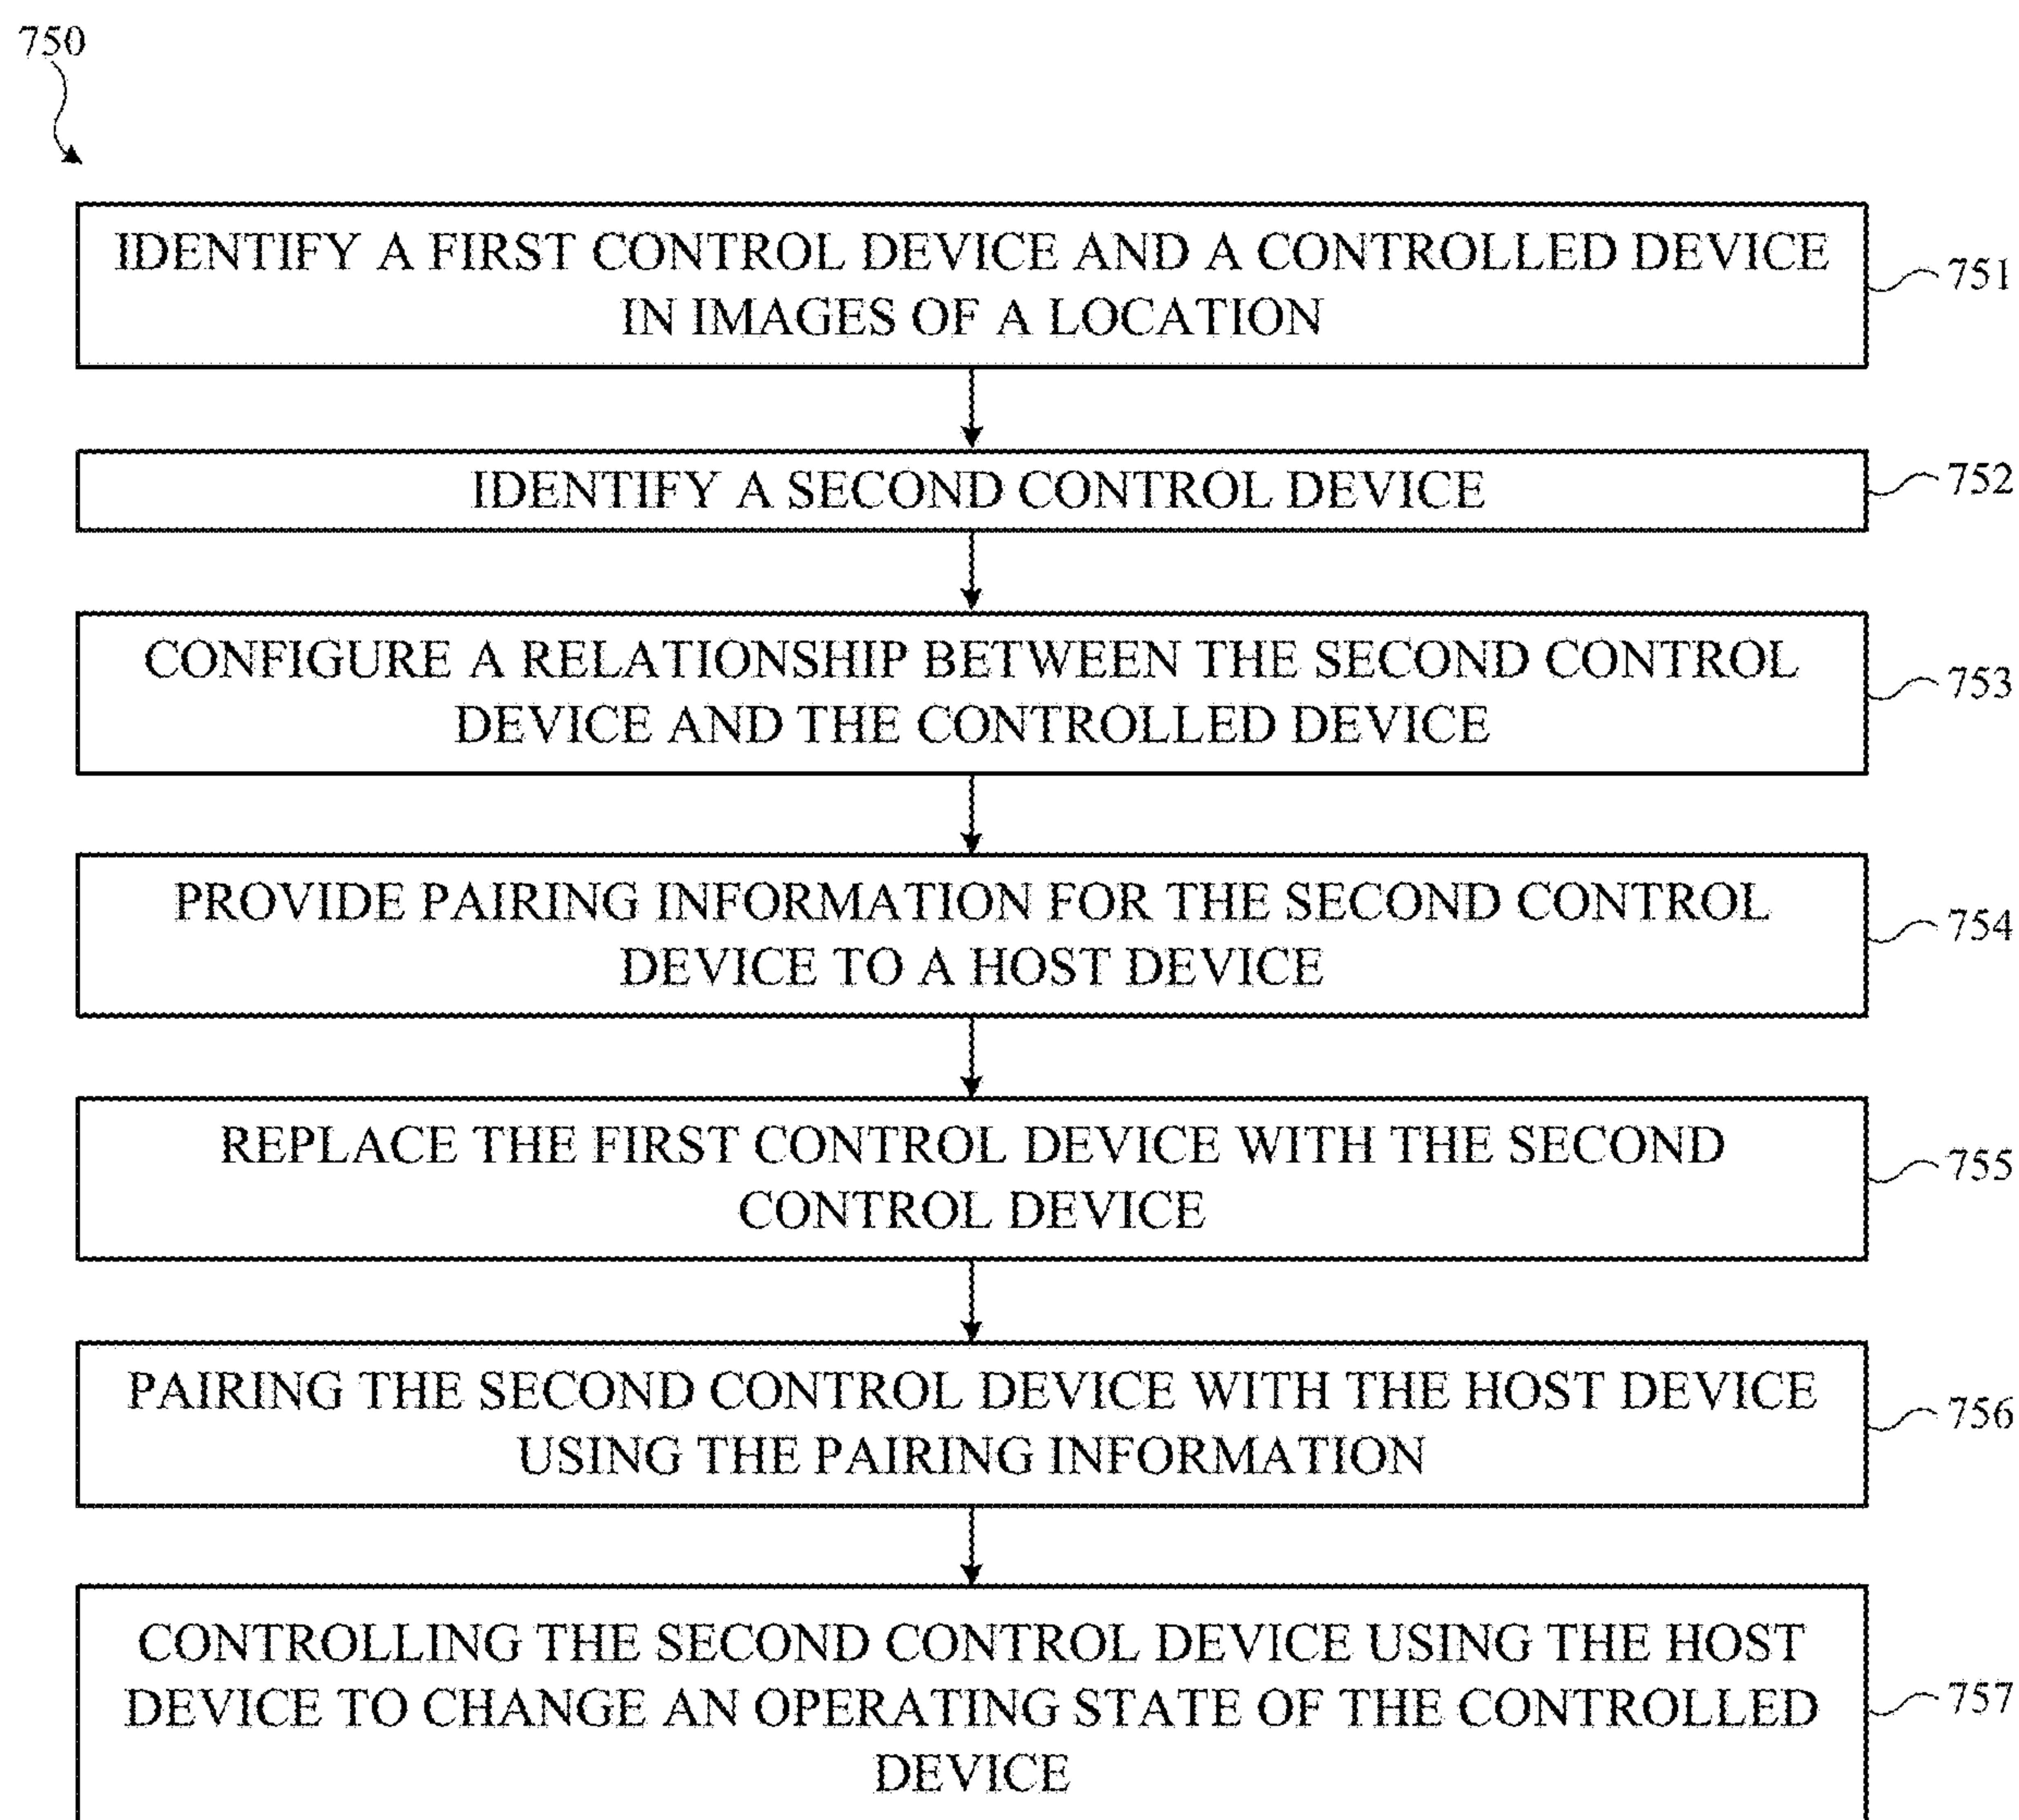 750
IDENTIFY A FIRST CONTROL DEVICE AND A CONTROLLED DEVICE
IN IMAGES OF A LOCATION
751
IDENTIFY A SECOND CONTROL DEVICE
752
CONFIGURE A RELATIONSHIP BETWEEN THE SECOND CONTROL
DEVICE AND THE CONTROLLED DEVICE
753
PROVIDE PAIRING INFORMATION FOR THE SECOND CONTROL
DEVICE TO A HOST DEVICE
754
REPLACE THE FIRST CONTROL DEVICE WITH THE SECOND
CONTROL DEVICE
755
PAIRING THE SECOND CONTROL DEVICE WITH THE HOST DEVICE
USING THE PAIRING INFORMATION
756
CONTROLLING THE SECOND CONTROL DEVICE USING THE HOST
DEVICE TO CHANGE AN OPERATING STATE OF THE CONTROLLED
DEVICE
757